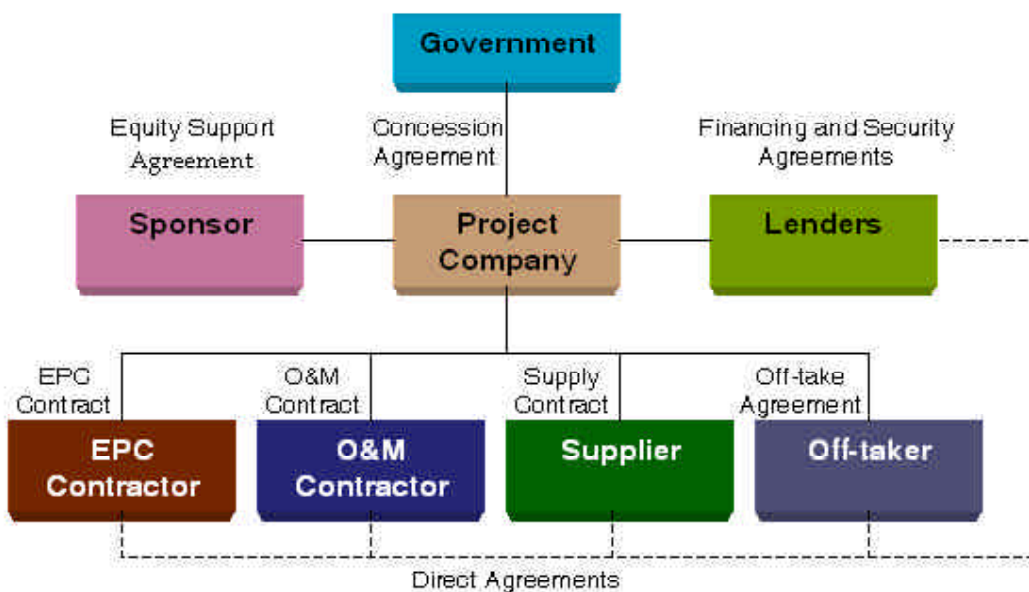 Government
Equity Support
Agreement
Concession
Agreement
Financing and Security
Agreements
Sponsor
Project
Company
Lenders
EPC
Contract
O&M
Contract
Supply
Contract
Off-take
Agreement
EPC
Contractor
O&M
Contractor
Supplier
Off-taker
Direct Agreements